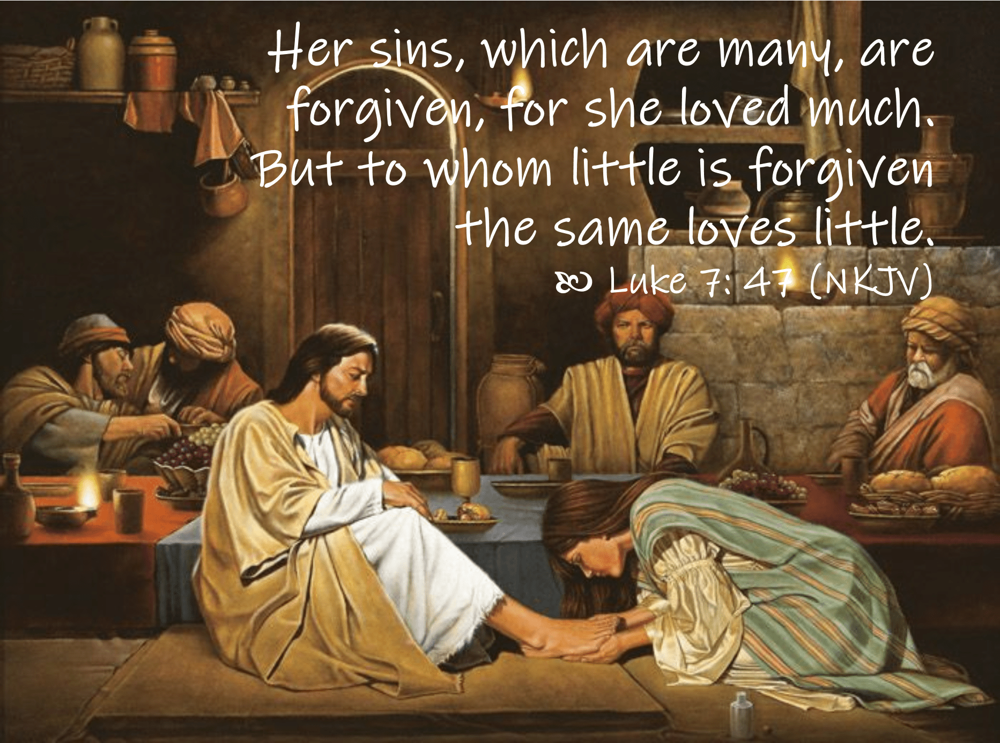 Her sins, which are many, are
forgiven, for she loved much.
But to whom little is forgiven
the same loves little.
Luke 7: 47 (NKJV)